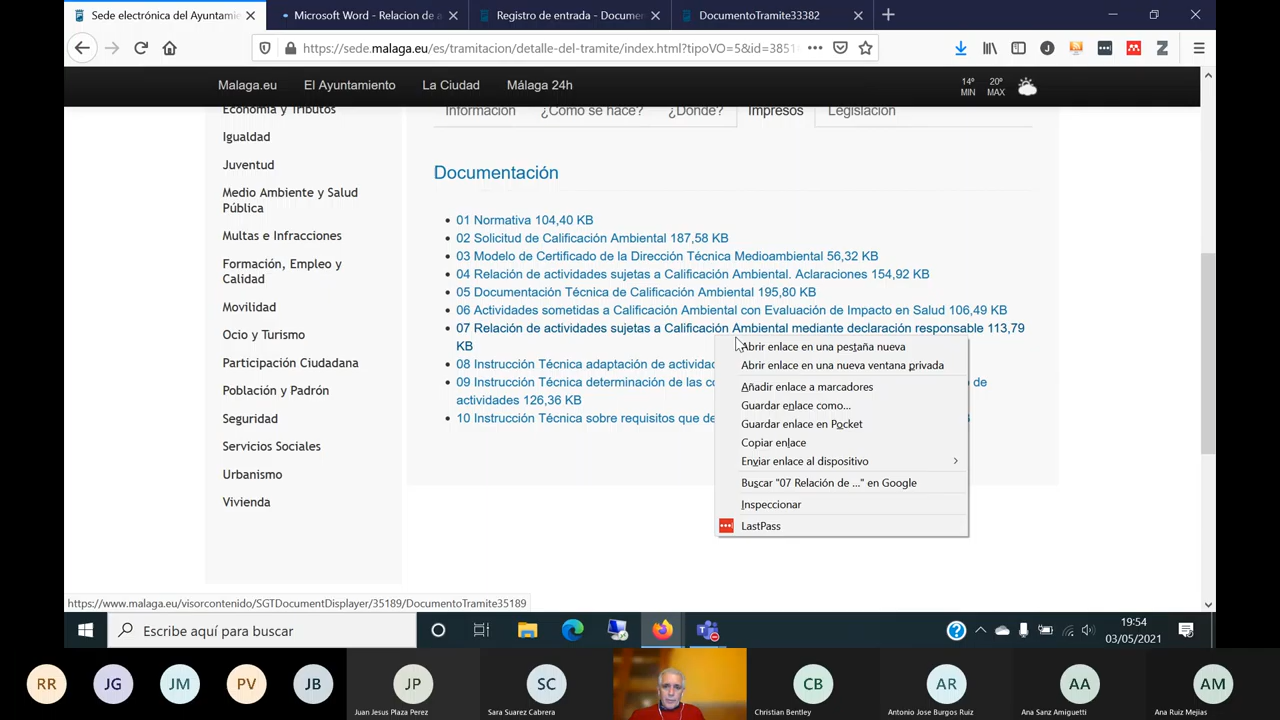 Sede electrónica del Ayuntamie
Microsoft Word - Relacion de a
Registro de entrada - Documen
DocumentoTramite33382
https://sede.malaga.eu/es/tramitacion/detalle-del-tramite/index.html?tipoVO=5&id=3851
Malaga.eu
El Ayuntamiento
La Ciudad
Málaga 24h
14º
MIN
20º
MAX
Economía y Tributos
Igualdad
Juventud
Medio Ambiente y Salud
Pública
Multas e Infracciones
Formación, Empleo y
Calidad
Movilidad
Ocio y Turismo
Participación Ciudadana
Población y Padrón
Seguridad
Servicios Sociales
Urbanismo
Vivienda
Información
¿Cómo se hace?
¿Dónde?
Impresos
Legislación
Documentación
01 Normativa 104,40 KB
02 Solicitud de Calificación Ambiental 187,58 KB
03 Modelo de Certificado de la Dirección Técnica Medioambiental 56,32 KB
04 Relación de actividades sujetas a Calificación Ambiental. Aclaraciones 154,92 KB
05 Documentación Técnica de Calificación Ambiental 195,80 KB
06 Actividades sometidas a Calificación Ambiental con Evaluación de Impacto en Salud 106,49 KB
07 Relación de actividades sujetas a Calificación Ambiental mediante declaración responsable 113,79
KB
08 Instrucción Técnica adaptación de activida
09 Instrucción Técnica determinación de las co de
actividades 126,36 KB
10 Instrucción Técnica sobre requisitos que de
Abrir enlace en una pestaña nueva
Abrir enlace en una nueva ventana privada
Añadir enlace a marcadores
Guardar enlace como...
Guardar enlace en Pocket
Copiar enlace
Enviar enlace al dispositivo
Buscar "07 Relación de ..." en Google
Inspeccionar
LastPass
https://www.malaga.eu/visorcontenido/SGTDocumentDisplayer/35189/DocumentoTramite35189
Escribe aquí para buscar
19:54
03/05/2021
RR
JG
JM
PV
JB
JP
Juan Jesus Plaza Perez
SC
Sara Suarez Cabrera
CB
Christian Bentley
AR
Antonio Jose Burgos Ruiz
AA
Ana Sanz Amiguetti
AM
Ana Ruiz Mejias